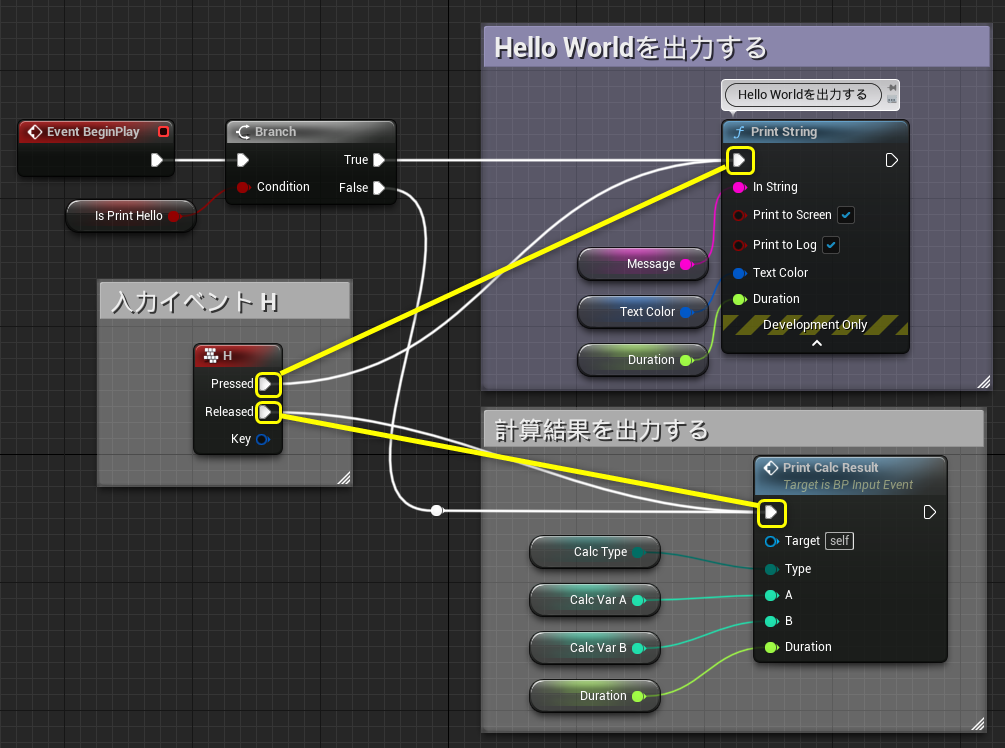 Hello Worldを出力する
Hello Worldを出力する
Event BeginPlay
Branch
True
Condition
False
Is Print Hello
Print String
In String
Print to Screen
Print to Log
Text Color
Duration
Development Only
Message
Text Color
Duration
入力イベント H
H
Pressed
Released
Key
計算結果を出力する
Print Calc Result
Target is BP Input Event
Target self
Type
A
B
Duration
Calc Type
Calc Var A
Calc Var B
Duration